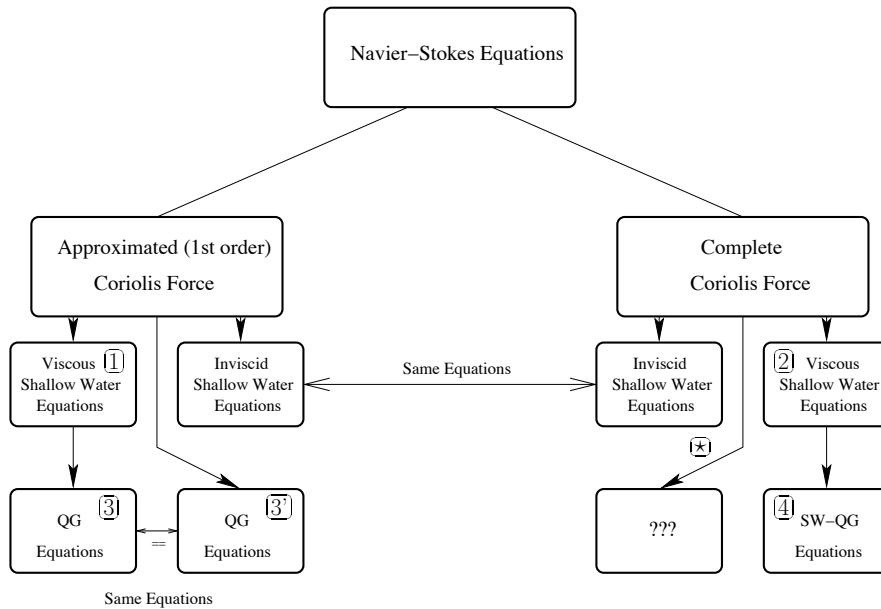 Navier–Stokes Equations
Approximated (1st order)
Coriolis Force
Complete
Coriolis Force
Viscous 1
Shallow Water
Equations
Inviscid
Shallow Water
Equations
Same Equations
Inviscid
Shallow Water
Equations
2 Viscous
Shallow Water
Equations
⋆
QG 3
Equations
==
QG 3'
Equations
???
4 SW–QG
Equations
Same Equations